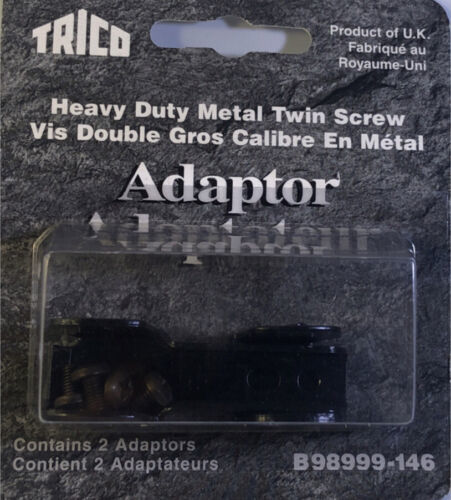 TRICO
Product of U.K.
Fabriqué au
Royaume-Uni
Heavy Duty Metal Twin Screw
Vis Double Gros Calibre En Métal
Adaptor
Adaptateur
Contains 2 Adaptors
Contient 2 Adaptateurs
B98999-146